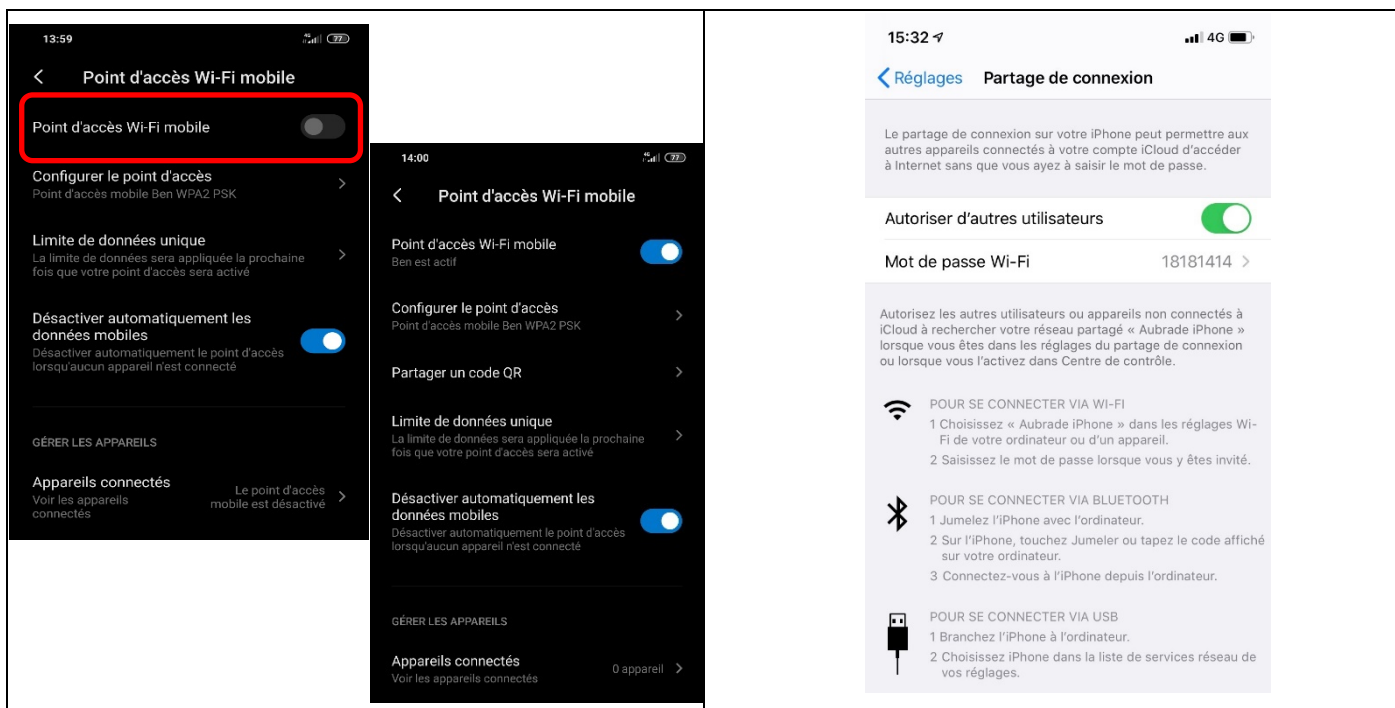 13:59
4G 77
Point d'accès Wi-Fi mobile
Point d'accès Wi-Fi mobile
Configurer le point d'accès
Point d'accès mobile Ben WPA2 PSK
Limite de données unique
La limite de données sera appliquée la prochaine
fois que votre point d'accès sera activé
Désactiver automatiquement les
données mobiles
Désactiver automatiquement le point d'accès
lorsqu'aucun appareil n'est connecté
GÉRER LES APPAREILS
Appareils connectés
Voir les appareils
connectés
Le point d'accès
mobile est désactivé
14:00
4G 77
Point d'accès Wi-Fi mobile
Point d'accès Wi-Fi mobile
Ben est actif
Configurer le point d'accès
Point d'accès mobile Ben WPA2 PSK
Partager un code QR
Limite de données unique
La limite de données sera appliquée la prochaine
fois que votre point d'accès sera activé
Désactiver automatiquement les
données mobiles
Désactiver automatiquement le point d'accès
lorsqu'aucun appareil n'est connecté
GÉRER LES APPAREILS
Appareils connectés
Voir les appareils connectés
0 appareil
15:32
4G
Réglages Partage de connexion
Le partage de connexion sur votre iPhone peut permettre aux
autres appareils connectés à votre compte iCloud d'accéder
à Internet sans que vous ayez à saisir le mot de passe.
Autoriser d'autres utilisateurs
Mot de passe Wi-Fi 18181414
Autorisez les autres utilisateurs ou appareils non connectés à
iCloud à rechercher votre réseau partagé « Aubrade iPhone »
lorsque vous êtes dans les réglages du partage de connexion
ou lorsque vous l'activez dans Centre de contrôle.
POUR SE CONNECTER VIA WI-FI
1 Choisissez « Aubrade iPhone » dans les réglages Wi-
Fi de votre ordinateur ou d'un appareil.
2 Saisissez le mot de passe lorsque vous y êtes invité.
POUR SE CONNECTER VIA BLUETOOTH
1 Jumelez l'iPhone avec l'ordinateur.
2 Sur l'iPhone, touchez Jumeler ou tapez le code affiché
sur votre ordinateur.
3 Connectez-vous à l'iPhone depuis l'ordinateur.
POUR SE CONNECTER VIA USB
1 Branchez l'iPhone à l'ordinateur.
2 Choisissez iPhone dans la liste de services réseau de
vos réglages.